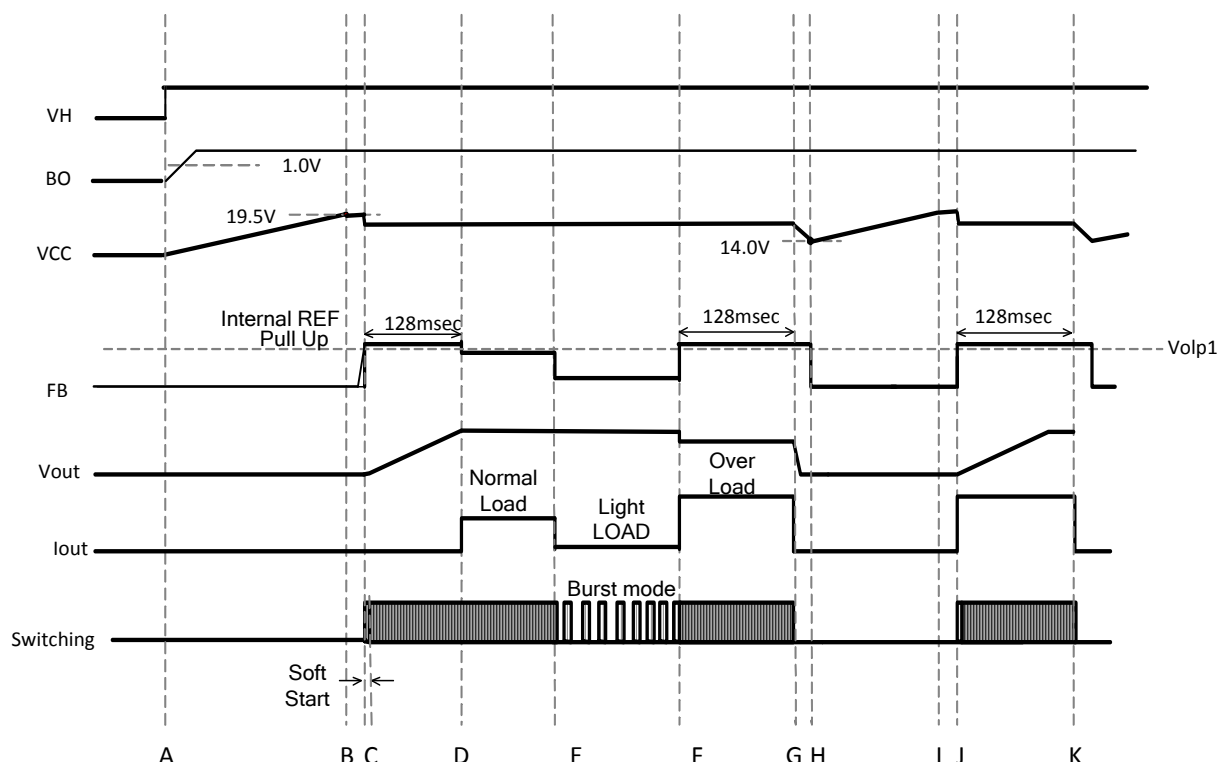 VH
BO
1.0V
19.5V
VCC
14.0V
Internal REF
Pull Up
128msec
128msec
128msec
Volp1
FB
Vout
Normal
Load
Light
LOAD
Over
Load
Iout
Burst mode
Switching
Soft
Start
A B C D E F G H I J K